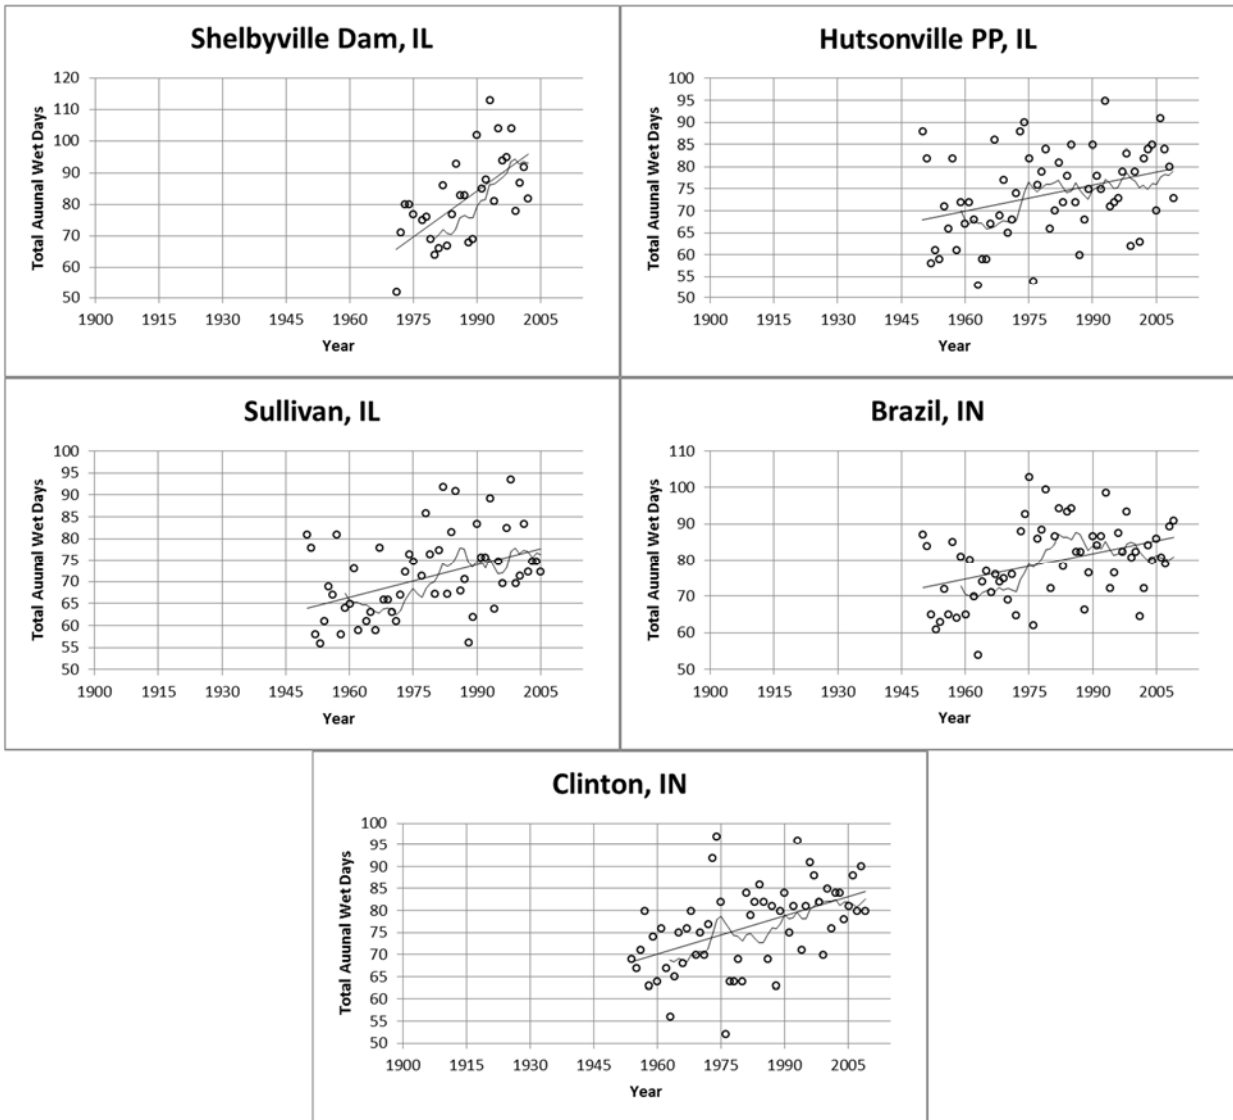 Shelbyville Dam, IL
Total Auunal Wet Days
120
110
100
90
80
70
60
50
1900 1915 1930 1945 1960 1975 1990 2005
Year
Hutsonville PP, IL
Total Auunal Wet Days
100
95
90
85
80
75
70
65
60
55
50
1900 1915 1930 1945 1960 1975 1990 2005
Year
Sullivan, IL
Total Auunal Wet Days
100
95
90
85
80
75
70
65
60
55
50
1900 1915 1930 1945 1960 1975 1990 2005
Year
Brazil, IN
Total Auunal Wet Days
110
100
90
80
70
60
50
1900 1915 1930 1945 1960 1975 1990 2005
Year
Clinton, IN
Total Auunal Wet Days
100
95
90
85
80
75
70
65
60
55
50
1900 1915 1930 1945 1960 1975 1990 2005
Year